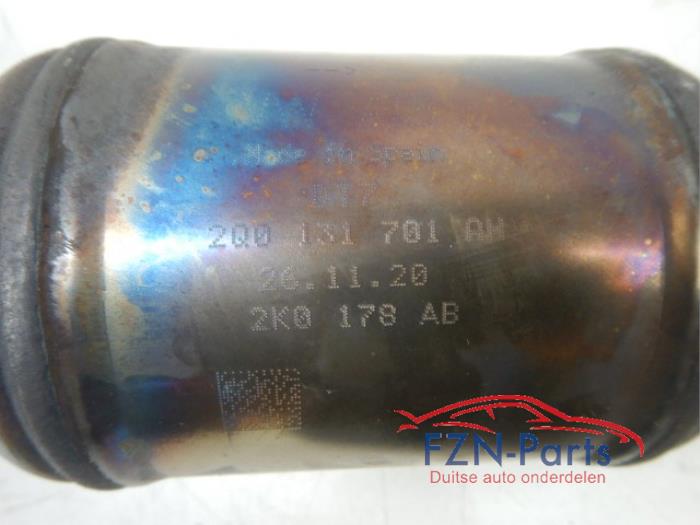 -->
Made in Spain
2Q0 131 701 AH
26.11.20
2K0 178 AB
FZN-Parts
Duitse auto onderdelen